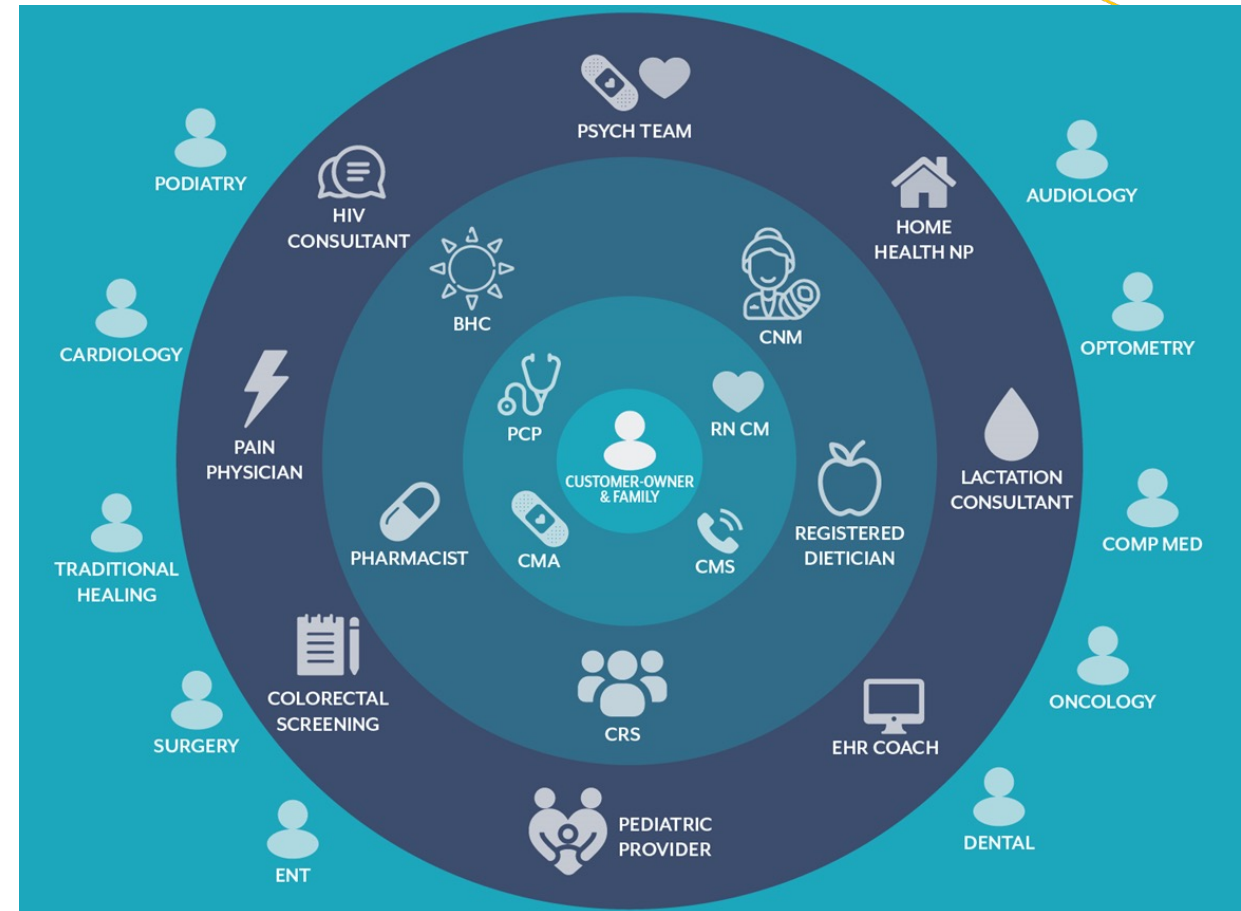 PSYCH TEAM
PODIATRY
AUDIOLOGY
HIV
CONSULTANT
HOME
HEALTH NP
BHC
CNM
CARDIOLOGY
OPTOMETRY
PCP
RN CM
PAIN
PHYSICIAN
CUSTOMER-OWNER
& FAMILY
LACTATION
CONSULTANT
PHARMACIST
CMA
CMS
REGISTERED
DIETICIAN
COMP MED
TRADITIONAL
HEALING
COLORECTAL
SCREENING
ONCOLOGY
SURGERY
CRS
EHR COACH
PEDIATRIC
PROVIDER
DENTAL
ENT